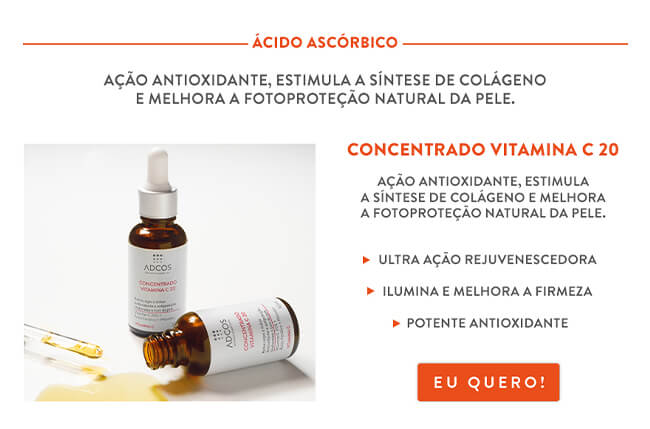 ÁCIDO ASCÓRBICO
AÇÃO ANTIOXIDANTE, ESTIMULA A SÍNTESE DE COLÁGENO
E MELHORA A FOTOPROTEÇÃO NATURAL DA PELE.
CONCENTRADO VITAMINA C 20
AÇÃO ANTIOXIDANTE, ESTIMULA
A SÍNTESE DE COLÁGENO E MELHORA
A FOTOPROTEÇÃO NATURAL DA PELE.
ULTRA AÇÃO REJUVENESCEDORA
ILUMINA E MELHORA A FIRMEZA
POTENTE ANTIOXIDANTE
EU QUERO!
ADCOS
CONCENTRADO
VITAMINA C 20
ADCOS
CONCENTRADO
VITAMINA C 20